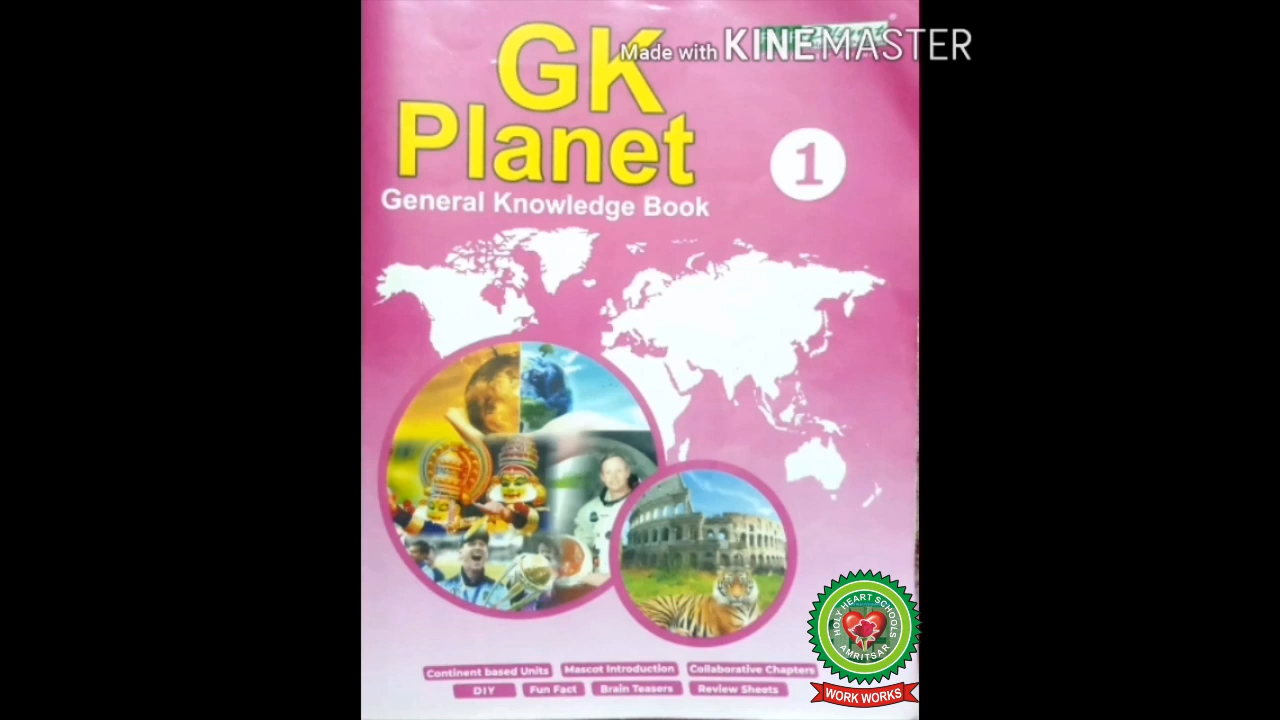 Made with KINEMASTER
GK
Planet
1
General Knowledge Book
Continent based Units
Mascot Introduction
Collaborative Chapters
DIY
Fun Fact
Brain Teasers
Review Sheets
HOLY HEART SCHOOLS
AMRITSAR
WORK WORKS